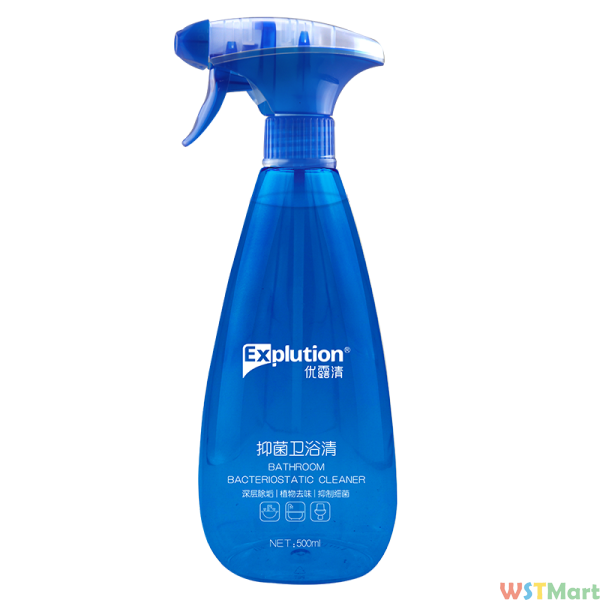 Explution®
优露清
抑菌卫浴清
BATHROOM
BACTERIOSTATIC CLEANER
深层除垢 | 植物去味 | 抑制细菌
NET: 500ml
WSTMart